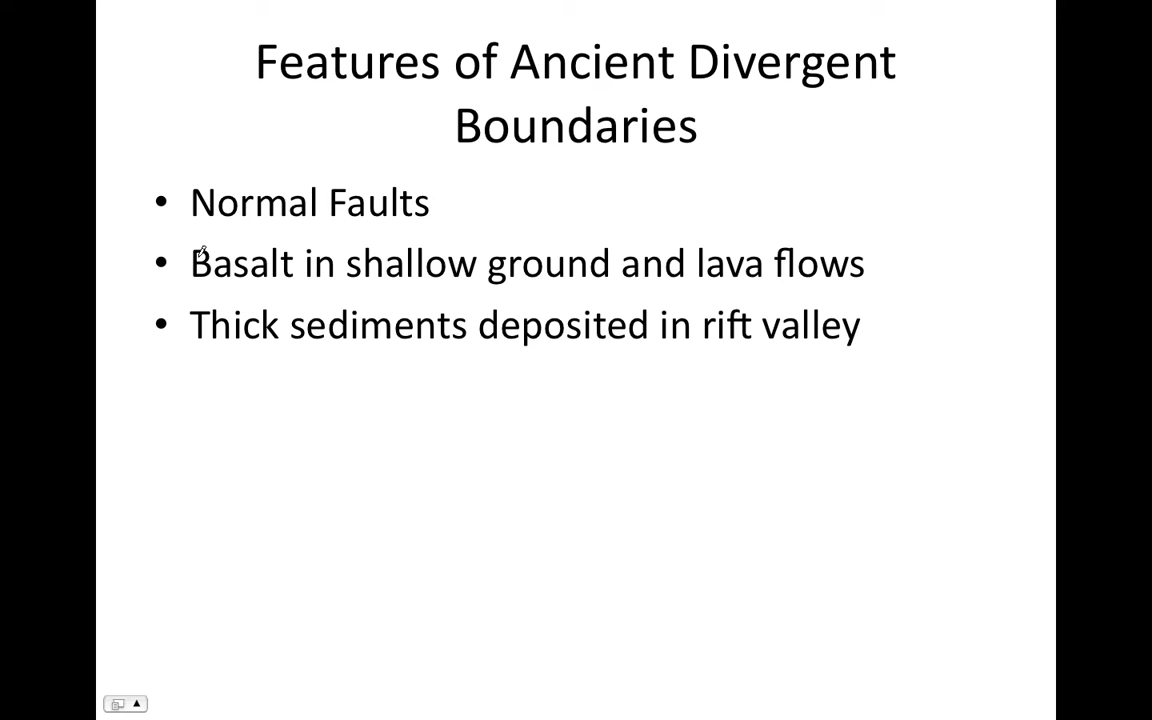 Features of Ancient Divergent
Boundaries
• Normal Faults
• Basalt in shallow ground and lava flows
• Thick sediments deposited in rift valley